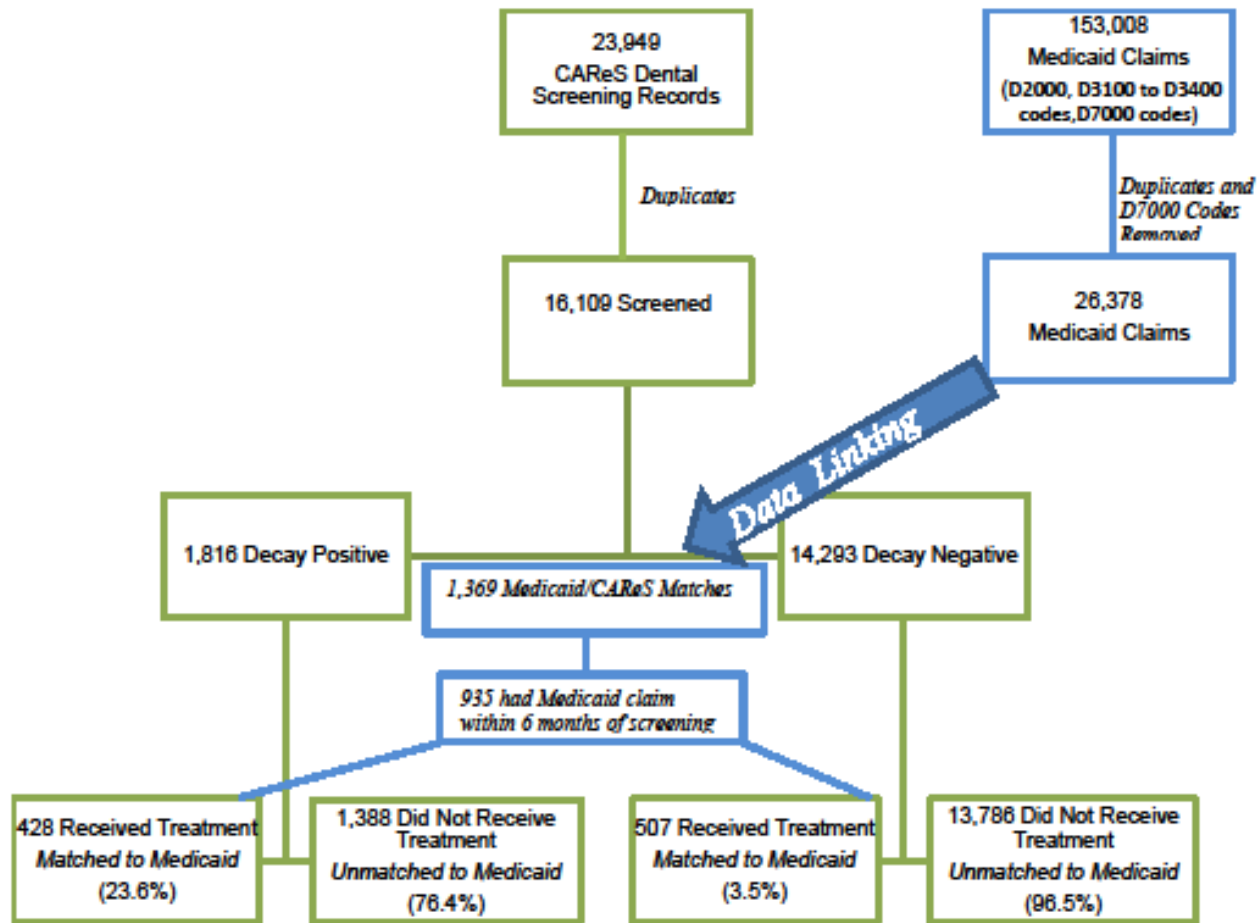 23,949
CAReS Dental
Screening Records
153,008
Medicaid Claims
(D2000, D3100 to D3400
codes,D7000 codes)
Duplicates
Duplicates and
D7000 Codes
Removed
16,109 Screened
26,378
Medicaid Claims
Data Linking
1,816 Decay Positive
14,293 Decay Negative
1,369 Medicaid/CAReS Matches
935 had Medicaid claim
within 6 months of screening
428 Received Treatment
Matched to Medicaid
(23.6%)
1,388 Did Not Receive
Treatment
Unmatched to Medicaid
(76.4%)
507 Received Treatment
Matched to Medicaid
(3.5%)
13,786 Did Not Receive
Treatment
Unmatched to Medicaid
(96.5%)